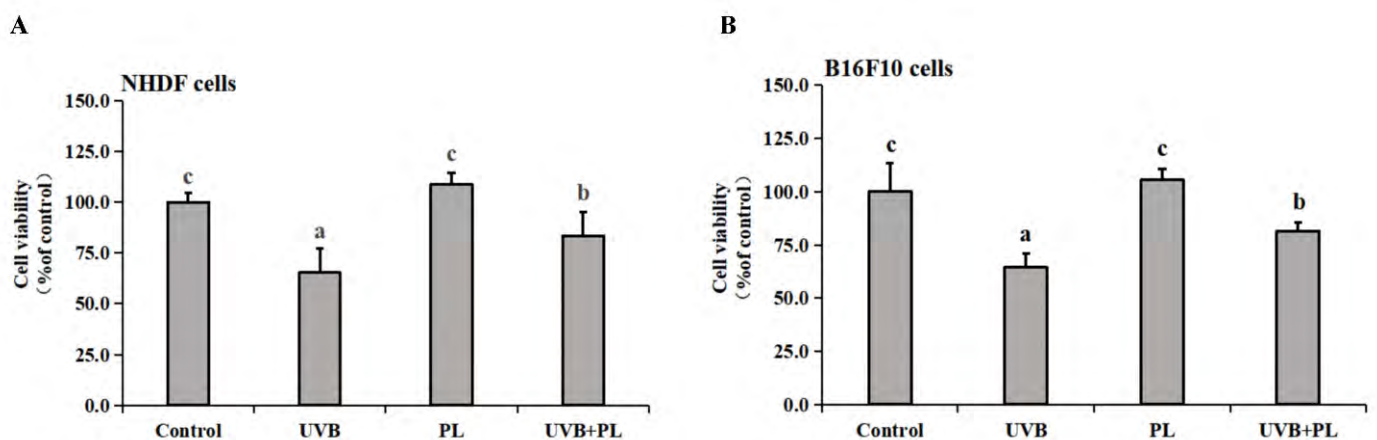 A
NHDF cells
Cell viability
（%of control）
150.0
125.0
100.0
75.0
50.0
25.0
0.0
c
a
c
b
Control UVB PL UVB+PL
B
B16F10 cells
Cell viability
（%of control）
150.0
125.0
100.0
75.0
50.0
25.0
0.0
c
a
c
b
Control UVB PL UVB+PL